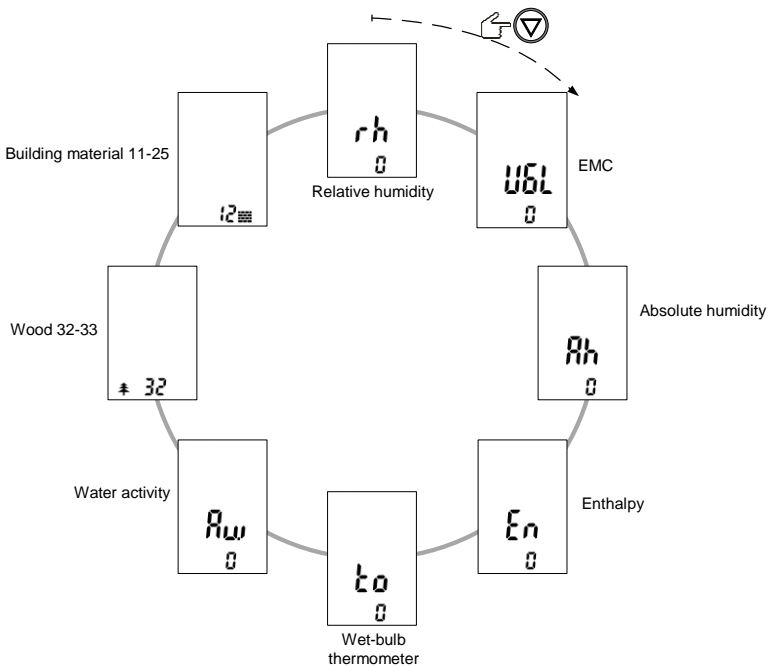 rh
0
Relative humidity
UGL
0
EMC
Ah
0
Absolute humidity
En
0
Enthalpy
to
0
Wet-bulb
thermometer
Aw
0
Water activity
32
Wood 32-33
12
Building material 11-25